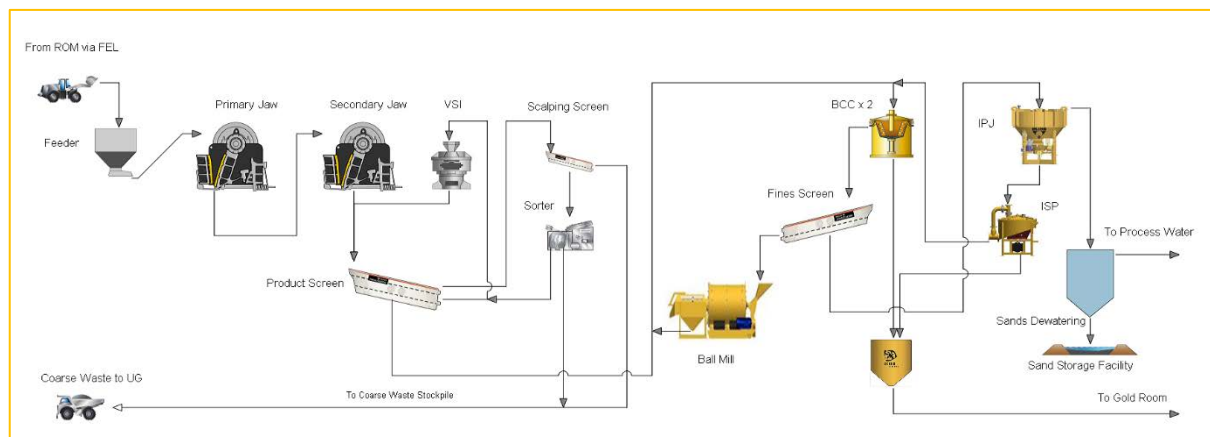 From ROM via FEL
Primary Jaw
Secondary Jaw
VSI
Scalping Screen
BCC x 2
IPJ
Feeder
Fines Screen
ISP
Sorter
To Process Water
Product Screen
Sands Dewatering
Ball Mill
Sand Storage Facility
Coarse Waste to UG
To Coarse Waste Stockpile
To Gold Room